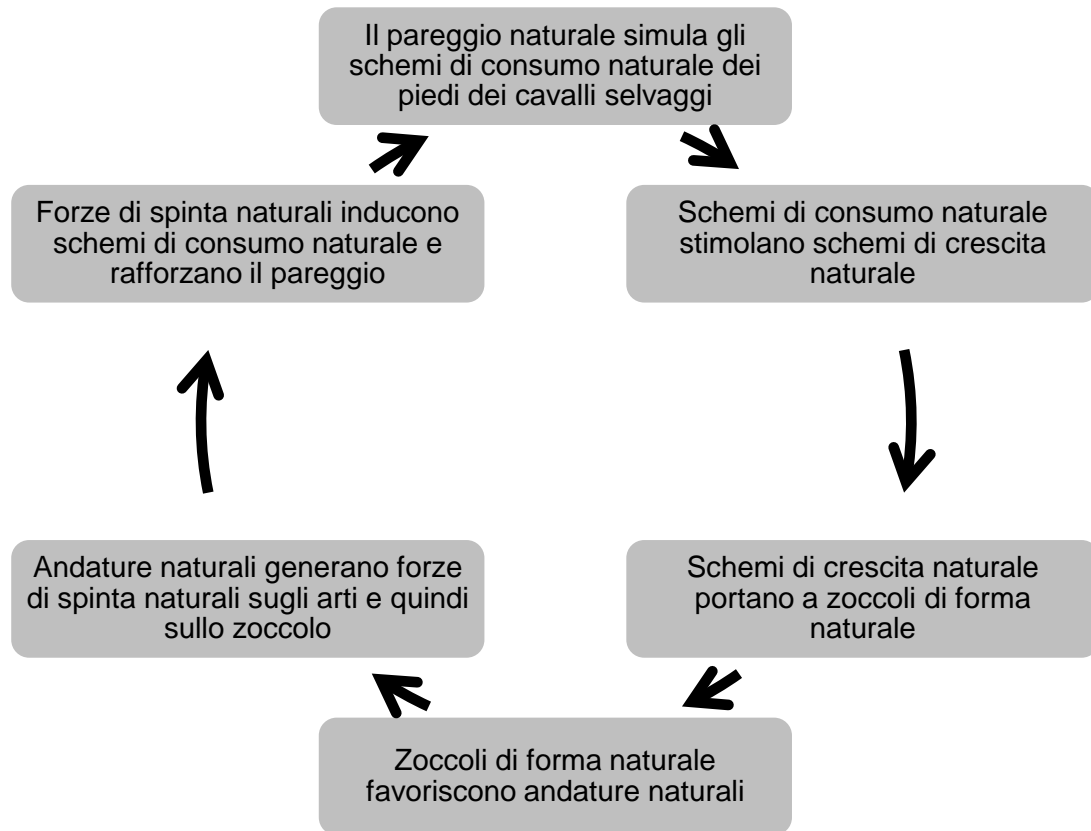 Il pareggio naturale simula gli
schemi di consumo naturale dei
piedi dei cavalli selvaggi
Schemi di consumo naturale
stimolano schemi di crescita
naturale
Schemi di crescita naturale
portano a zoccoli di forma
naturale
Zoccoli di forma naturale
favoriscono andature naturali
Andature naturali generano forze
di spinta naturali sugli arti e quindi
sullo zoccolo
Forze di spinta naturali inducono
schemi di consumo naturale e
rafforzano il pareggio